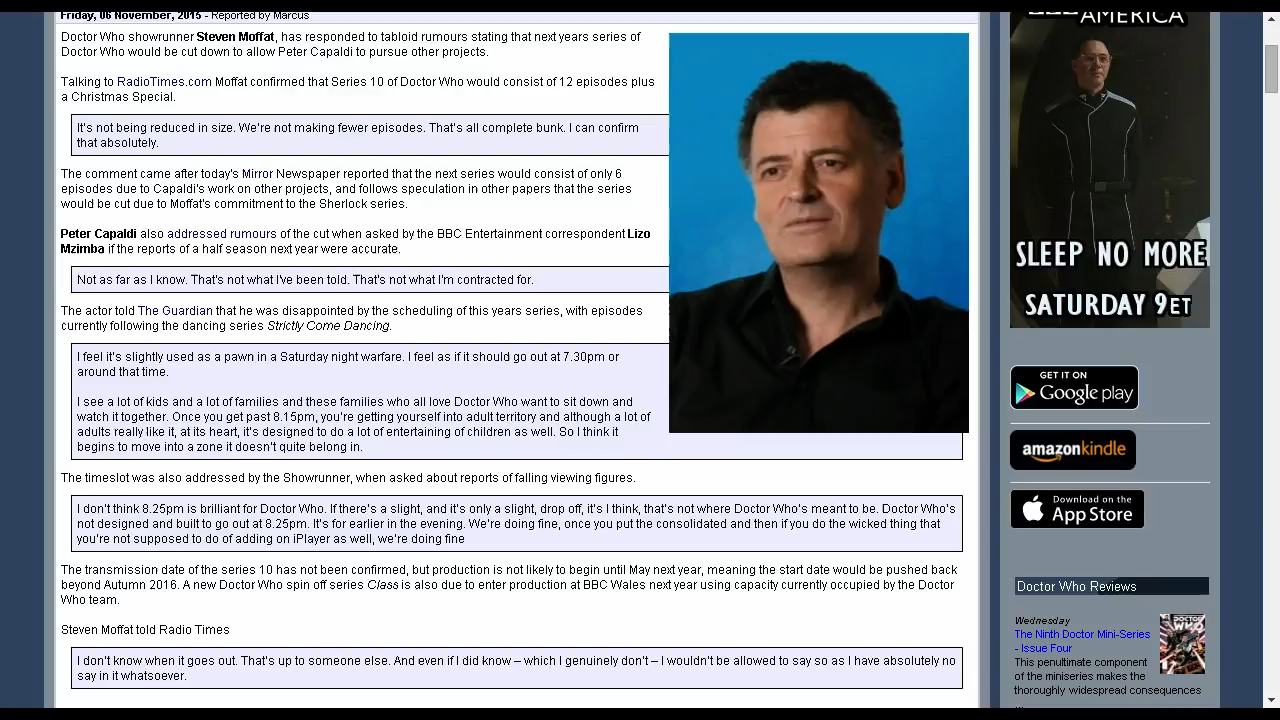 Friday, 06 November, 2015 - Reported by Marcus
Doctor Who showrunner Steven Moffat, has responded to tabloid rumours stating that next years series of
Doctor Who would be cut down to allow Peter Capaldi to pursue other projects.
Talking to RadioTimes.com Moffat confirmed that Series 10 of Doctor Who would consist of 12 episodes plus
a Christmas Special.
It's not being reduced in size. We're not making fewer episodes. That's all complete bunk. I can confirm
that absolutely.
The comment came after today's Mirror Newspaper reported that the next series would consist of only 6
episodes due to Capaldi's work on other projects, and follows speculation in other papers that the series
would be cut due to Moffat's commitment to the Sherlock series.
Peter Capaldi also addressed rumours of the cut when asked by the BBC Entertainment correspondent Lizo
Mzimba if the reports of a half season next year were accurate.
Not as far as I know. That's not what I've been told. That's not what I'm contracted for.
The actor told The Guardian that he was disappointed by the scheduling of this years series, with episodes
currently following the dancing series Strictly Come Dancing.
I feel it's slightly used as a pawn in a Saturday night warfare. I feel as if it should go out at 7.30pm or
around that time.
I see a lot of kids and a lot of families and the generations who all love Doctor Who want to sit down and
watch it together. Once you get past 8.15pm, you're getting yourself into adult territory and although a lot of
adults really like it, at its heart, it's designed to do a lot of entertaining of children as well. So I think it
begins to move into a zone it doesn't quite belong in.
The timeslot was also addressed by the Showrunner, when asked about reports of falling viewing figures.
I don't think 8.25pm is brilliant for Doctor Who. If there's a slight, and it's only a slight, drop off, it's I think, that's not where Doctor Who's meant to be. Doctor Who's
not designed and built to go out at 8.25pm. It's for earlier in the evening. We're doing fine, once you put the consolidated and then if you do the wicked thing that
you're not supposed to do of adding on iPlayer as well, we're doing fine
The transmission date of the series 10 has not been confirmed, but production is not likely to begin until May next year, meaning the start date would be pushed back
beyond Autumn 2016. A new Doctor Who spin off series Class is also due to enter production at BBC Wales next year using capacity currently occupied by the Doctor
Who team.
Steven Moffat told Radio Times
I don't know when it goes out. That's up to someone else. And even if I did know – which I genuinely don't – I wouldn't be allowed to say so as I have absolutely no
say in it whatsoever.
AMERICA
SLEEP NO MORE
SATURDAY 9ET
GET IT ON
Google play
amazonkindle
Download on the
App Store
Doctor Who Reviews
Wednesday
The Ninth Doctor Mini-Series
- Issue Four
DOCTOR
WHO
This penultimate component
of the miniseries makes the
thoroughly widespread consequences